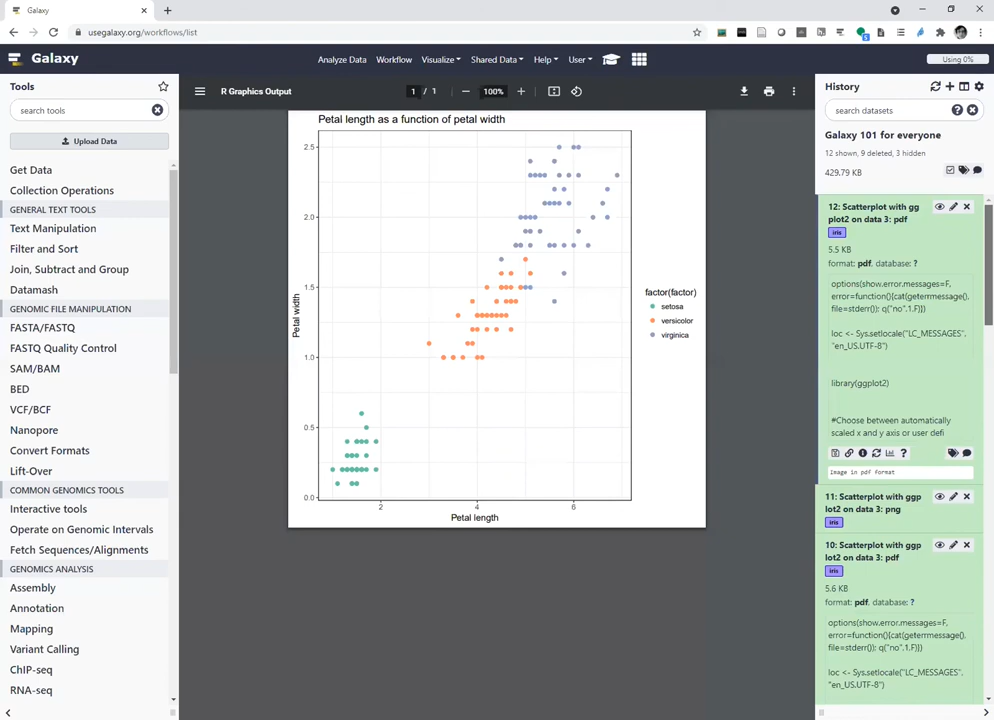 Galaxy
usegalaxy.org/workflows/list
Galaxy
Analyze Data
Workflow
Visualize
Shared Data
Help
User
Using 0%
Tools
search tools
Upload Data
Get Data
Collection Operations
GENERAL TEXT TOOLS
Text Manipulation
Filter and Sort
Join, Subtract and Group
Datamash
GENOMIC FILE MANIPULATION
FASTA/FASTQ
FASTQ Quality Control
SAM/BAM
BED
VCF/BCF
Nanopore
Convert Formats
Lift-Over
COMMON GENOMICS TOOLS
Interactive tools
Operate on Genomic Intervals
Fetch Sequences/Alignments
GENOMICS ANALYSIS
Assembly
Annotation
Mapping
Variant Calling
ChIP-seq
RNA-seq
R Graphics Output
1 / 1
100%
Petal length as a function of petal width
2.5
2.0
1.5
1.0
0.5
0.0
Petal width
2
4
6
Petal length
factor(factor)
setosa
versicolor
virginica
History
search datasets
Galaxy 101 for everyone
12 shown, 9 deleted, 3 hidden
429.79 KB
12: Scatterplot with gg
plot2 on data 3: pdf
iris
5.5 KB
format: pdf, database: ?
options(show.error.messages=F,
error=function(){cat(geterrmessage(),
file=stderr()); q("no",1,F)})
loc <- Sys.setlocale("LC_MESSAGES",
"en_US.UTF-8")
library(ggplot2)
#Choose between automatically
scaled x and y axis or user defi
Image in pdf format
11: Scatterplot with ggp
lot2 on data 3: png
iris
10: Scatterplot with ggp
lot2 on data 3: pdf
iris
5.6 KB
format: pdf, database: ?
options(show.error.messages=F,
error=function(){cat(geterrmessage(),
file=stderr()); q("no",1,F)})
loc <- Sys.setlocale("LC_MESSAGES",
"en_US.UTF-8")